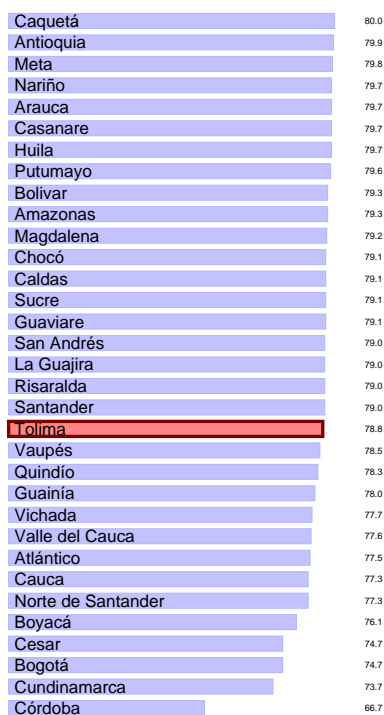 Caquetá 80.0
Antioquia 79.9
Meta 79.8
Nariño 79.7
Arauca 79.7
Casanare 79.7
Huila 79.7
Putumayo 79.6
Bolivar 79.3
Amazonas 79.3
Magdalena 79.2
Chocó 79.1
Caldas 79.1
Sucre 79.1
Guaviare 79.1
San Andrés 79.0
La Guajira 79.0
Risaralda 79.0
Santander 79.0
Tolima 78.8
Vaupés 78.5
Quindío 78.3
Guainía 78.0
Vichada 77.7
Valle del Cauca 77.6
Atlántico 77.5
Cauca 77.3
Norte de Santander 77.3
Boyacá 76.1
Cesar 74.7
Bogotá 74.7
Cundinamarca 73.7
Córdoba 66.7